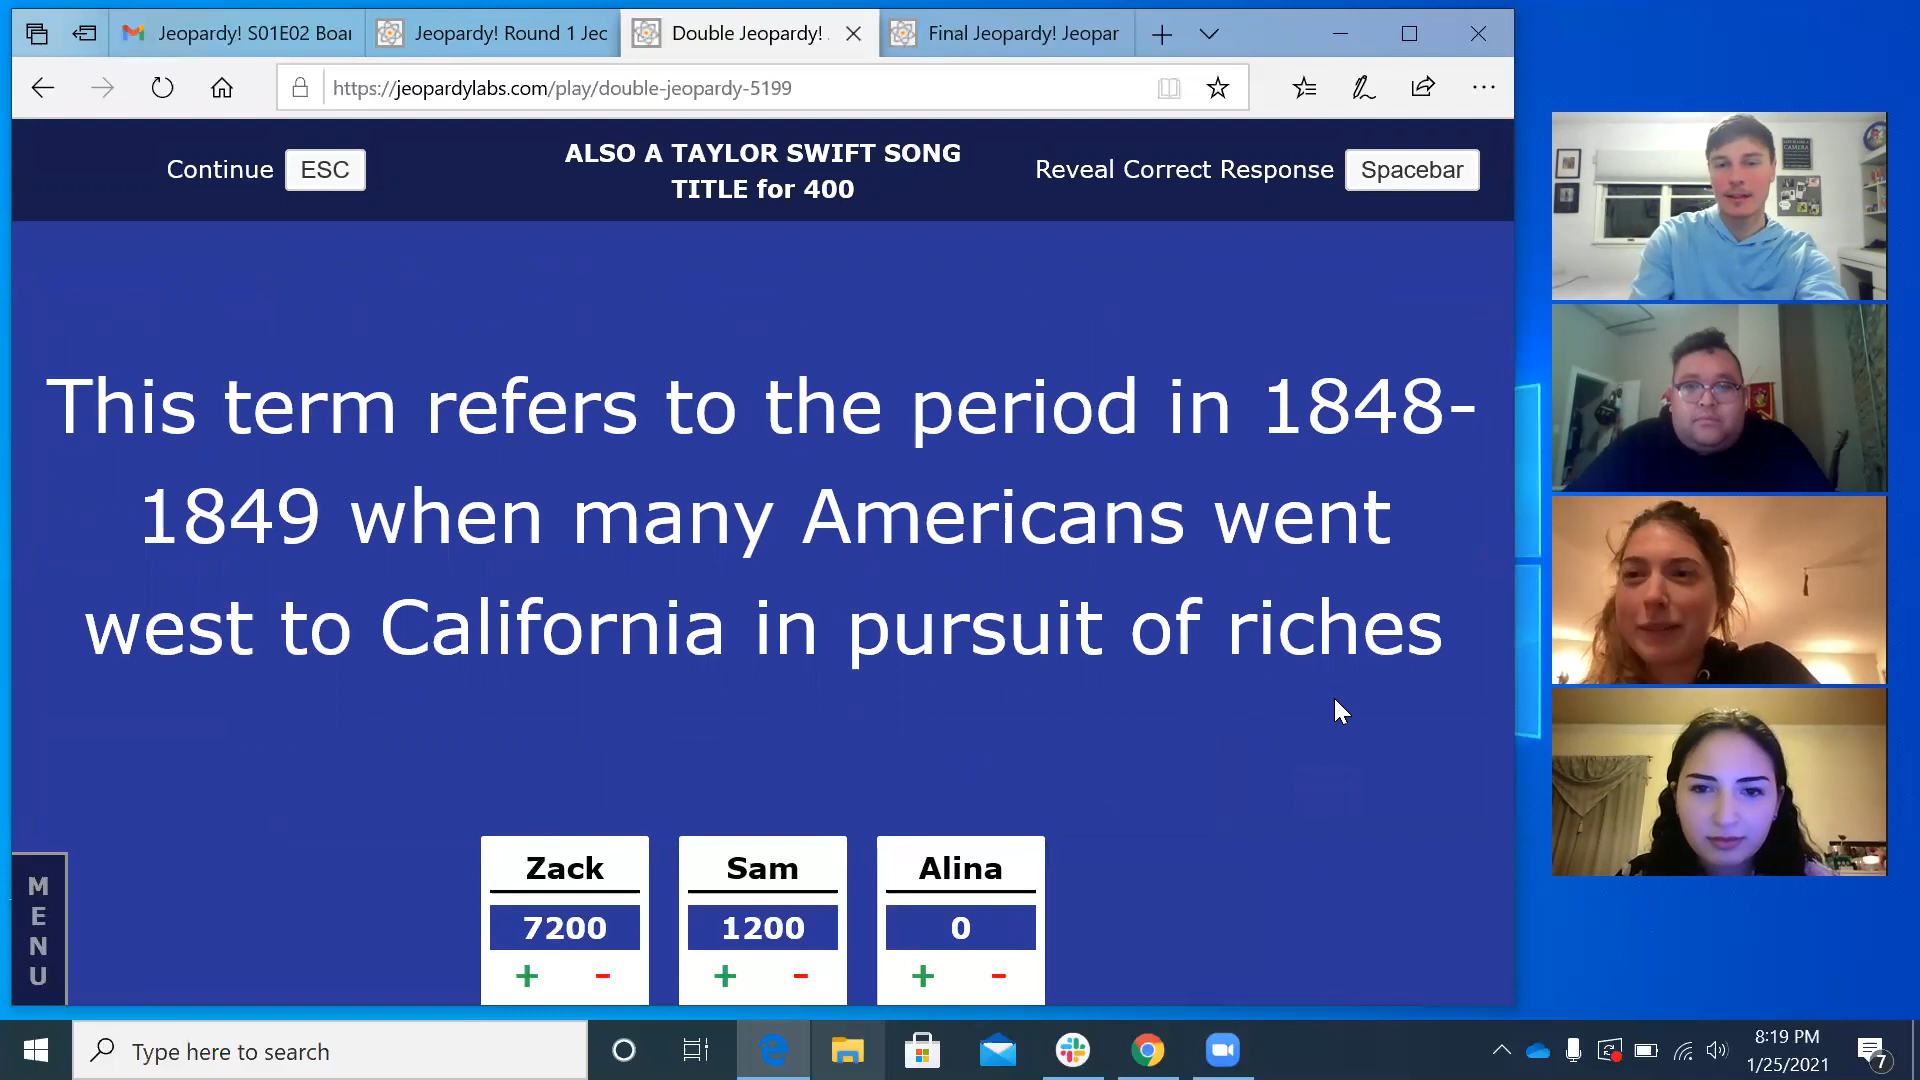 Jeopardy! S01E02 Boar
Jeopardy! Round 1 Jec
Double Jeopardy!
Final Jeopardy! Jeopar
https://jeopardylabs.com/play/double-jeopardy-5199
Continue ESC
ALSO A TAYLOR SWIFT SONG
TITLE for 400
Reveal Correct Response Spacebar
This term refers to the period in 1848-
1849 when many Americans went
west to California in pursuit of riches
MENU
Zack
7200
+ -
Sam
1200
+ -
Alina
0
+ -
Type here to search
8:19 PM
1/25/2021
7